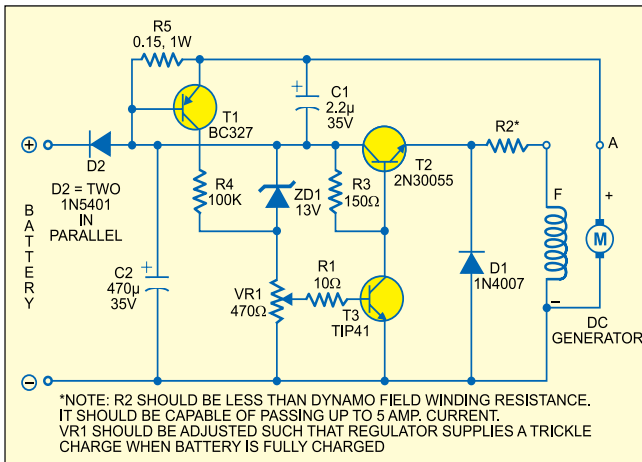 R5
0.15, 1W
C1
2.2µ
35V
+
T1
BC327
R2*
A
+
D2
T2
2N30055
F
+
D2 = TWO
1N5401
IN
PARALLEL
R4
100K
ZD1
13V
R3
150Ω
M
BATTERY
+
C2
470µ
35V
VR1
470Ω
R1
10Ω
T3
TIP41
D1
1N4007
–
DC
GENERATOR
–
*NOTE: R2 SHOULD BE LESS THAN DYNAMO FIELD WINDING RESISTANCE.
IT SHOULD BE CAPABLE OF PASSING UP TO 5 AMP. CURRENT.
VR1 SHOULD BE ADJUSTED SUCH THAT REGULATOR SUPPLIES A TRICKLE
CHARGE WHEN BATTERY IS FULLY CHARGED